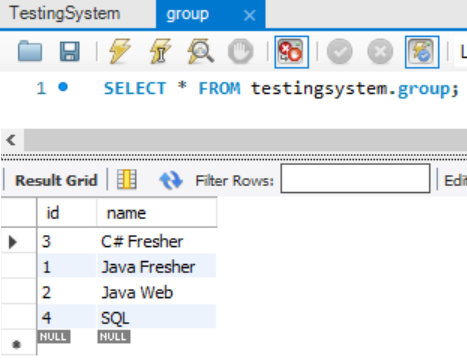 TestingSystem group ×
L
1 SELECT * FROM testingsystem.group;
<
Result Grid Filter Rows: Edit
id name
3 C# Fresher
1 Java Fresher
2 Java Web
4 SQL
NULL NULL